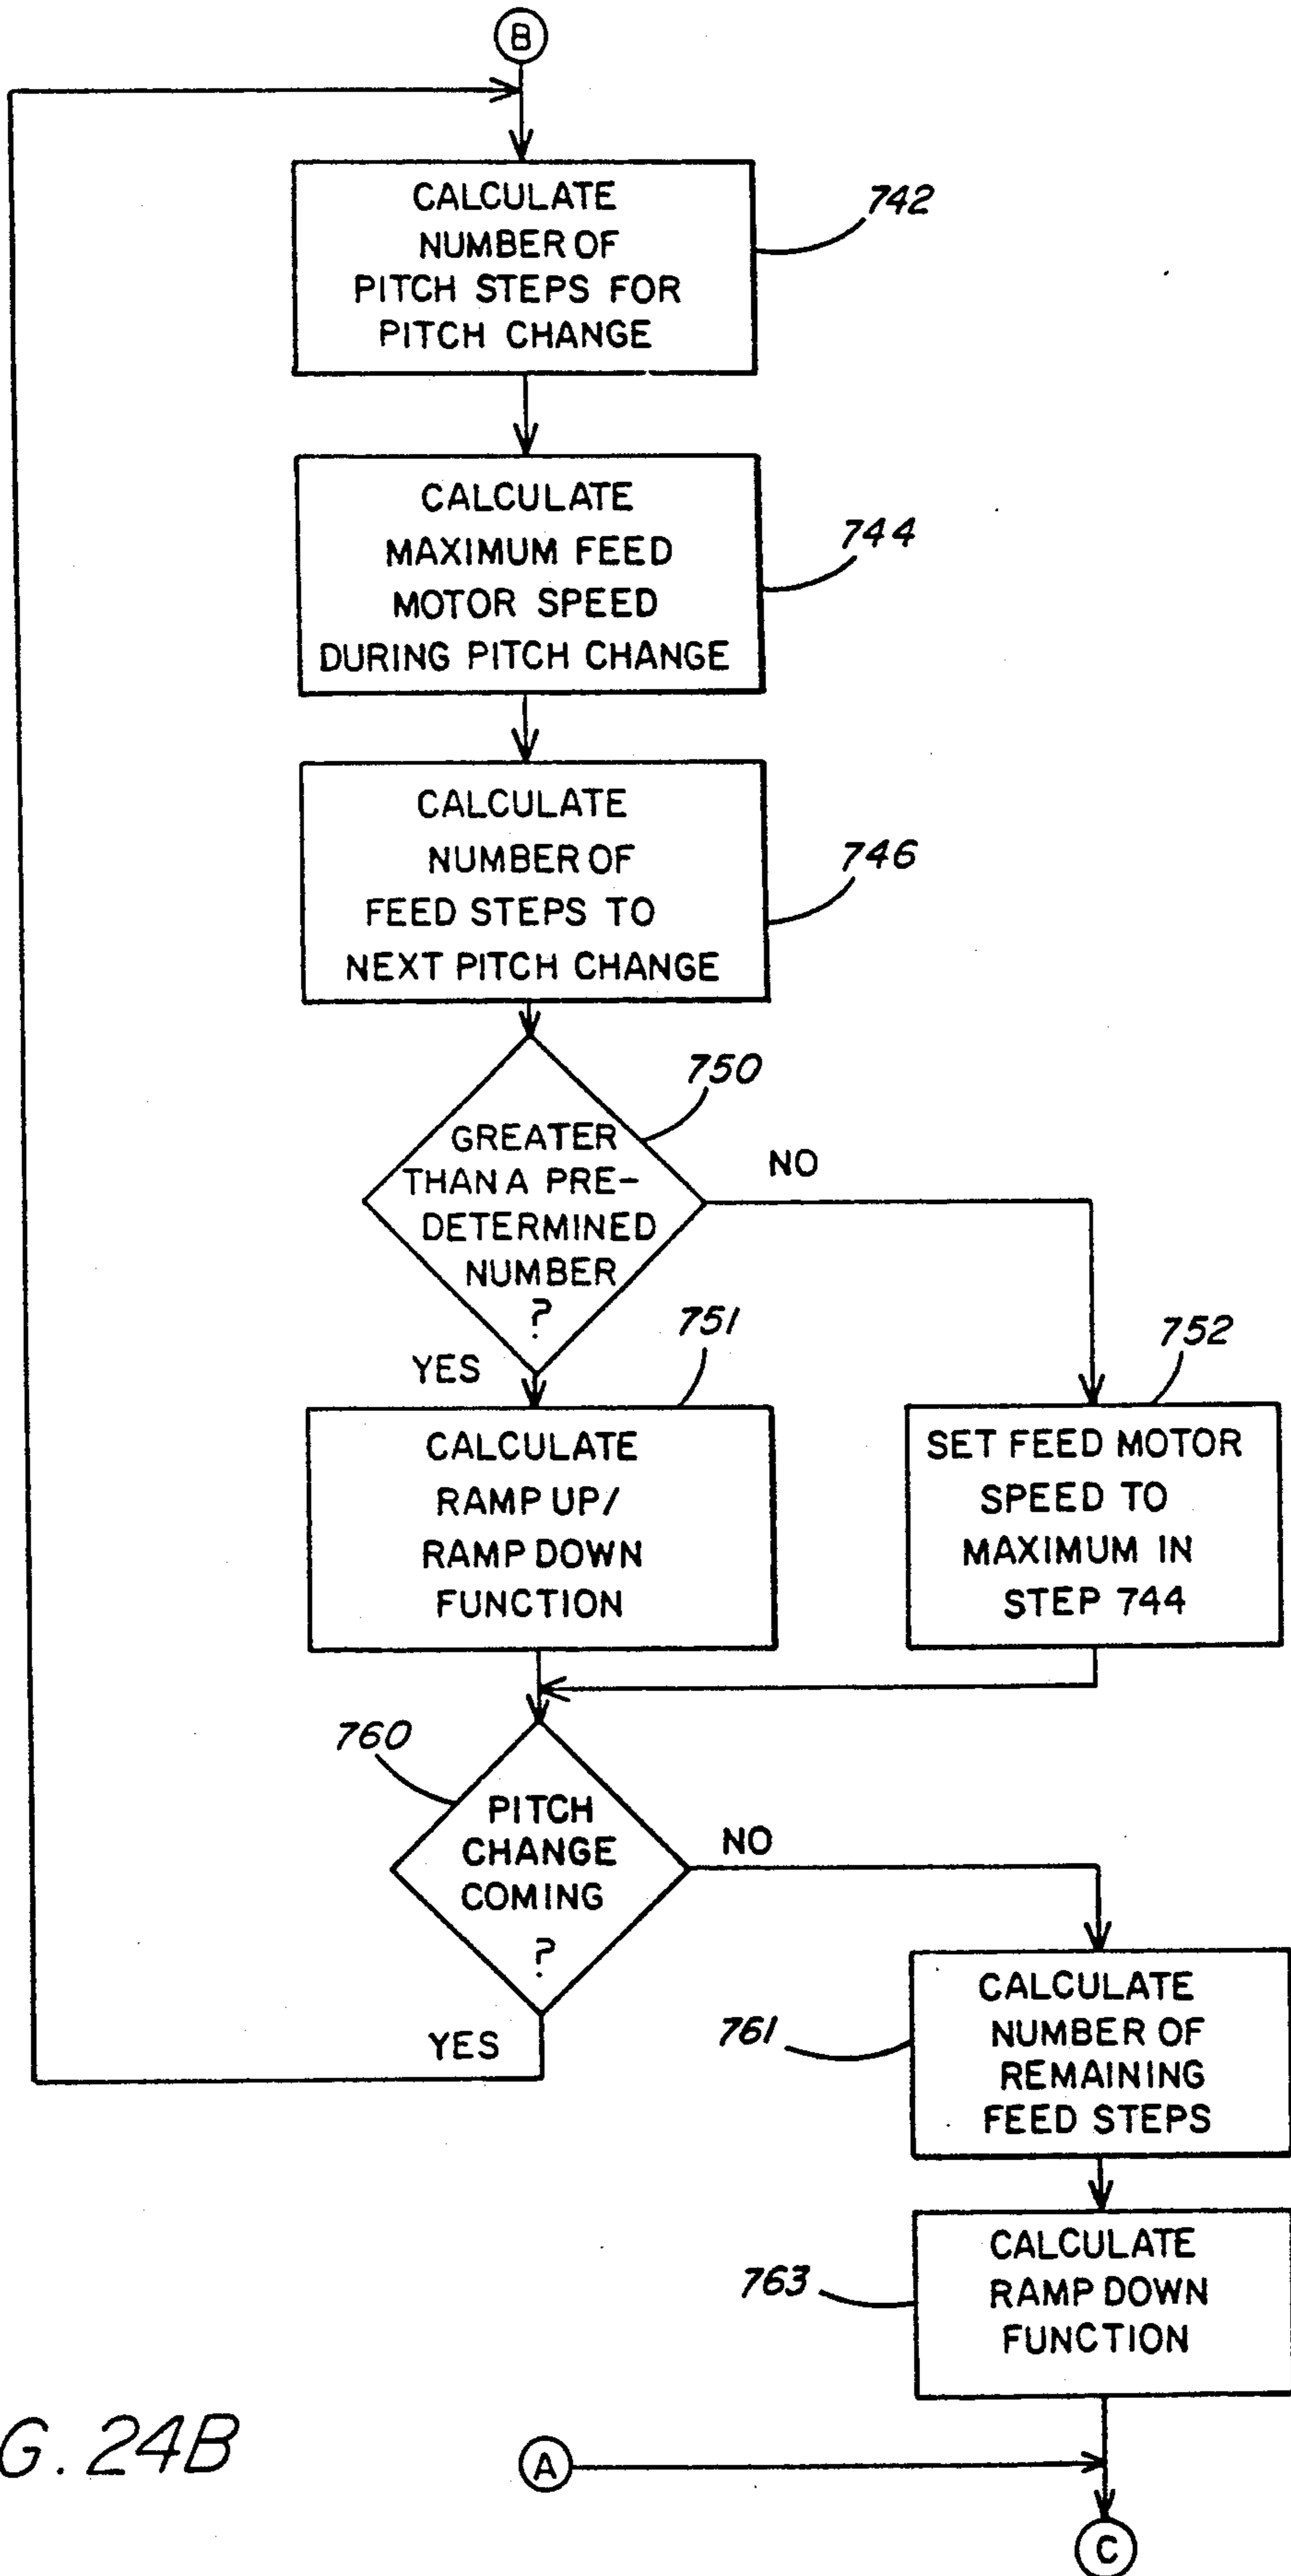 B
CALCULATE
NUMBER OF
PITCH STEPS FOR
PITCH CHANGE
742
CALCULATE
MAXIMUM FEED
MOTOR SPEED
DURING PITCH CHANGE
744
CALCULATE
NUMBER OF
FEED STEPS TO
NEXT PITCH CHANGE
746
750
GREATER
THAN A PRE-
DETERMINED
NUMBER
?
NO
YES
751
752
CALCULATE
RAMP UP/
RAMP DOWN
FUNCTION
SET FEED MOTOR
SPEED TO
MAXIMUM IN
STEP 744
760
PITCH
CHANGE
COMING
?
NO
YES
761
CALCULATE
NUMBER OF
REMAINING
FEED STEPS
763
CALCULATE
RAMP DOWN
FUNCTION
G. 24B
A
C